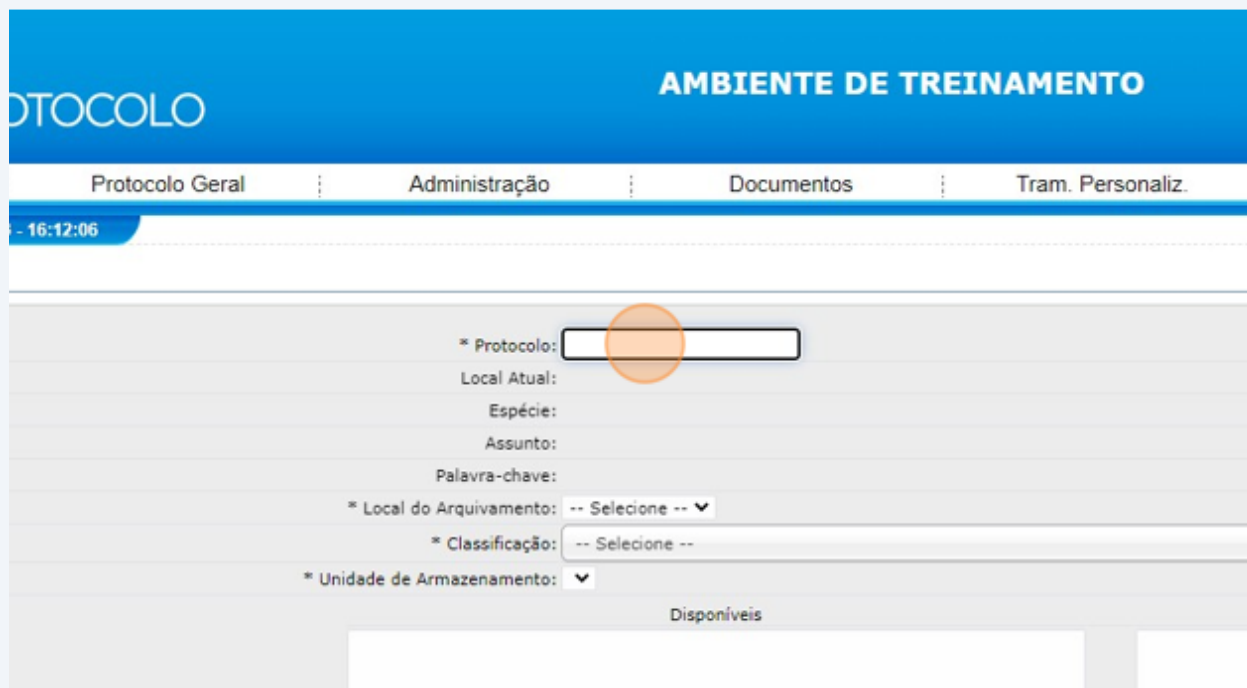 AMBIENTE DE TREINAMENTO
OTOCOLO
Protocolo Geral Administração Documentos Tram. Personaliz.
- 16:12:06
* Protocolo:
Local Atual:
Espécie:
Assunto:
Palavra-chave:
* Local do Arquivamento: -- Selecione --
* Classificação: -- Selecione --
* Unidade de Armazenamento:
Disponíveis